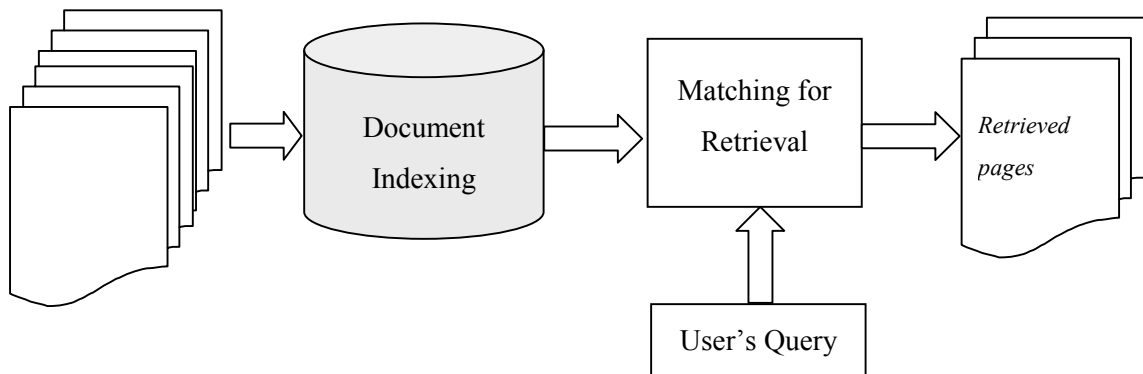 Document
Indexing
Matching for
Retrieval
Retrieved
pages
User’s Query